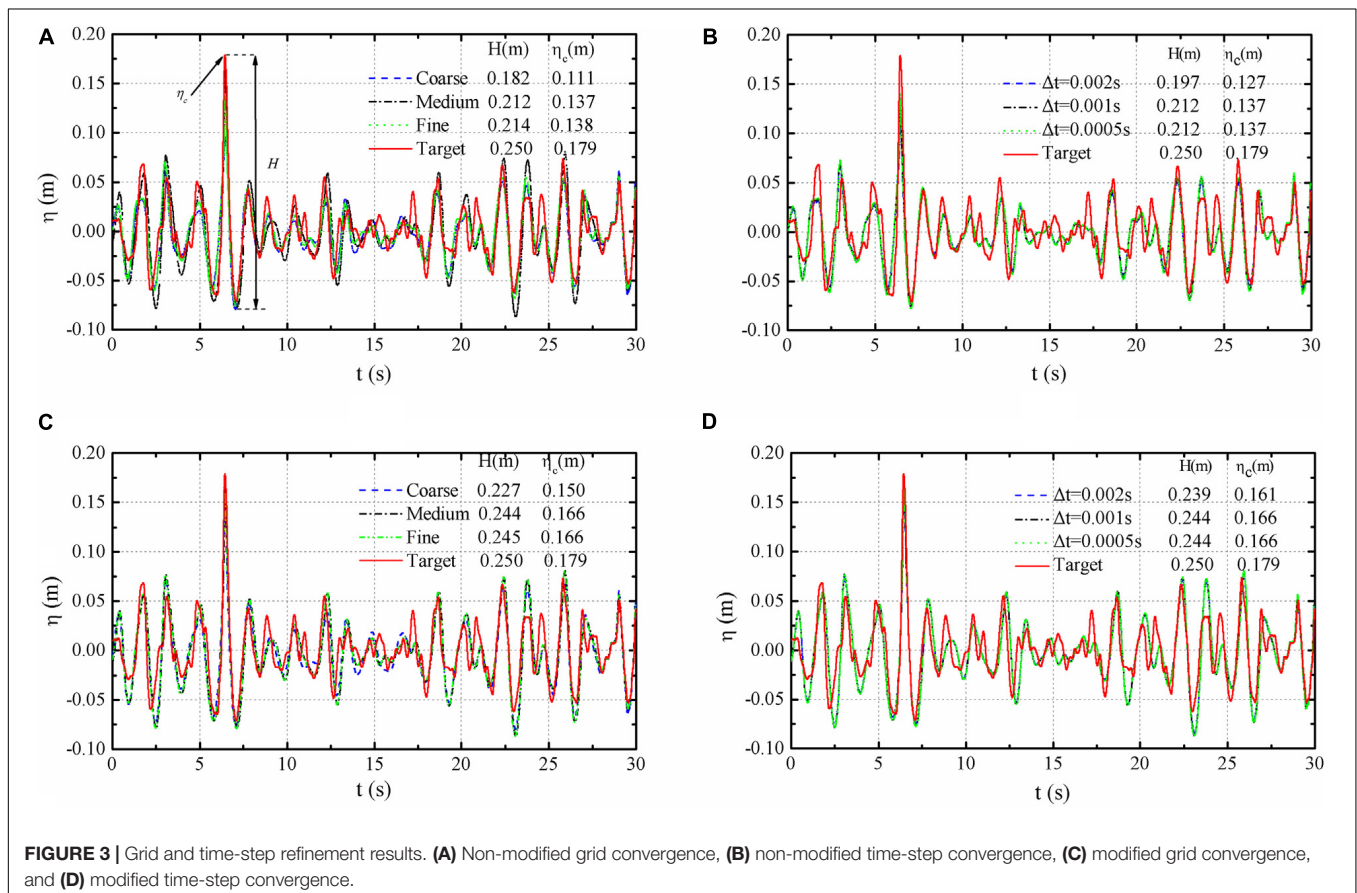 A
H(m) η_c(m)
Coarse 0.182 0.111
Medium 0.212 0.137
Fine 0.214 0.138
Target 0.250 0.179
η_c
H
0.20
0.15
0.10
0.05
0.00
-0.05
-0.10
η (m)
0 5 10 15 20 25 30
t (s)
B
H(m) η_c(m)
Δt=0.002s 0.197 0.127
Δt=0.001s 0.212 0.137
Δt=0.0005s 0.212 0.137
Target 0.250 0.179
0.20
0.15
0.10
0.05
0.00
-0.05
-0.10
η (m)
0 5 10 15 20 25 30
t (s)
C
H(m) η_c(m)
Coarse 0.227 0.150
Medium 0.244 0.166
Fine 0.245 0.166
Target 0.250 0.179
0.20
0.15
0.10
0.05
0.00
-0.05
-0.10
η (m)
0 5 10 15 20 25 30
t (s)
D
H(m) η_c(m)
Δt=0.002s 0.239 0.161
Δt=0.001s 0.244 0.166
Δt=0.0005s 0.244 0.166
Target 0.250 0.179
0.20
0.15
0.10
0.05
0.00
-0.05
-0.10
η (m)
0 5 10 15 20 25 30
t (s)
FIGURE 3 | Grid and time-step refinement results. (A) Non-modified grid convergence, (B) non-modified time-step convergence, (C) modified grid convergence,
and (D) modified time-step convergence.